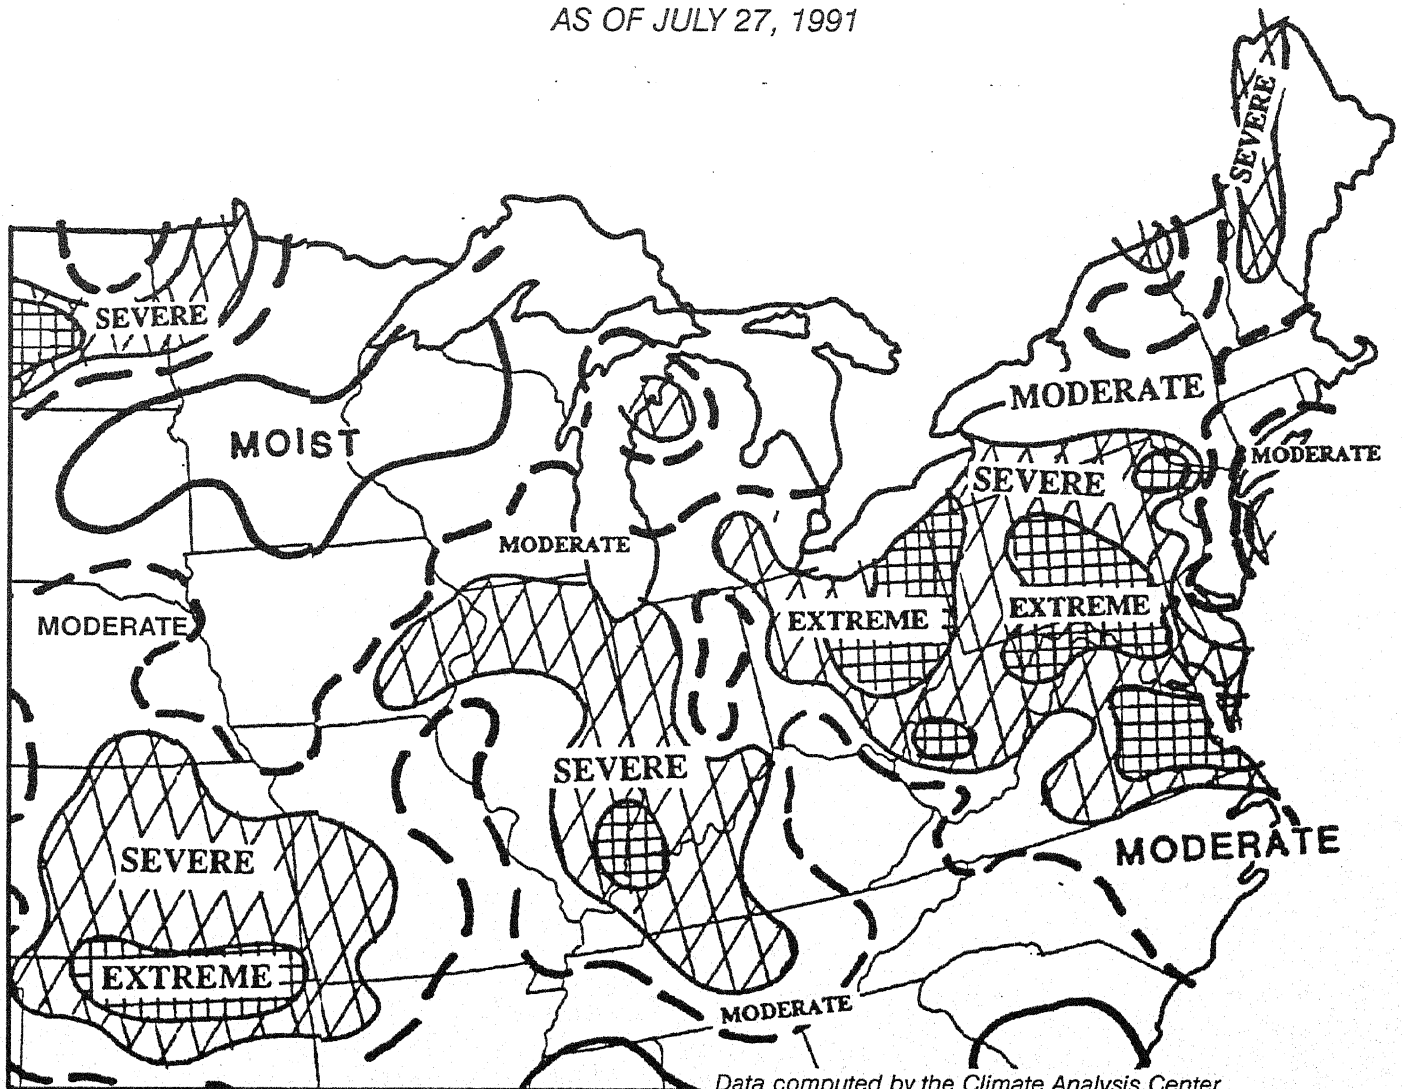 AS OF JULY 27, 1991
SEVERE
SEVERE
MODERATE
MOIST
MODERATE
SEVERE
MODERATE
EXTREME
EXTREME
MODERATE
SEVERE
SEVERE
MODERATE
EXTREME
MODERATE
Data computed by the Climate Analysis Center